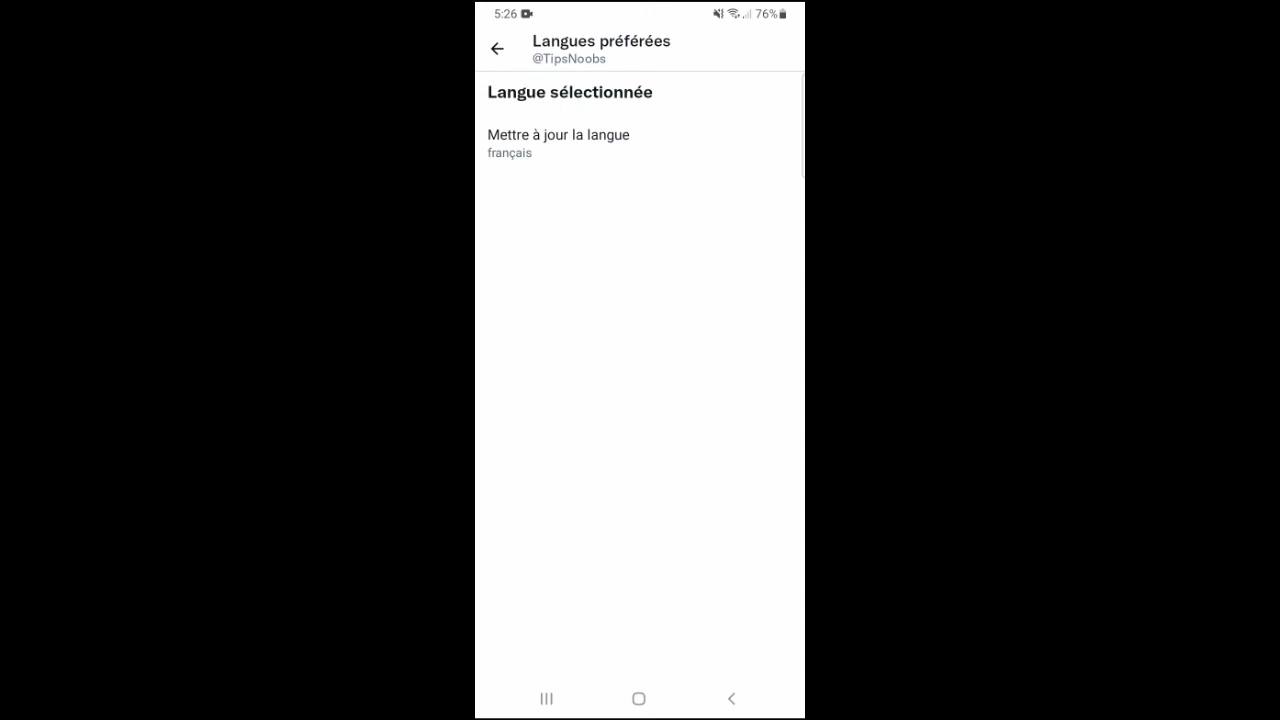 5:26
76%
Langues préférées
@TipsNoobs
Langue sélectionnée
Mettre à jour la langue
français